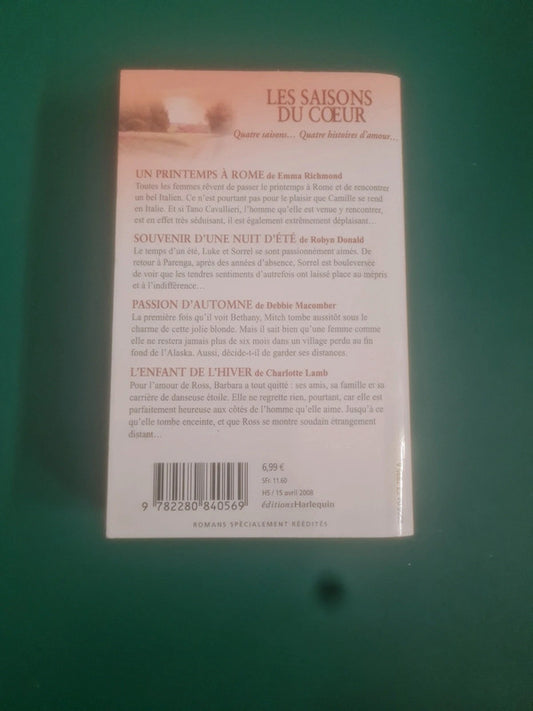 LES SAISONS
DU CŒUR
Quatre saisons... Quatre histoires d'amour...
UN PRINTEMPS À ROME de Emma Richmond
Toutes les femmes rêvent de passer le printemps à Rome et de rencontrer
un bel Italien. Ce n'est pourtant pas pour le plaisir que Camille se rend
en Italie. Et si Tano Cavallieri, l'homme qu'elle est venue y rencontrer,
est en effet très séduisant, il est également extrêmement déplaisant...
SOUVENIR D'UNE NUIT D'ÉTÉ de Robyn Donald
Le temps d'un été, Luke et Sorrel se sont passionnément aimés. De
retour à Parenga, après des années d'absence, Sorrel est bouleversée
de voir que les tendres sentiments d'autrefois ont laissé place au mépris
et à l'indifférence...
PASSION D'AUTOMNE de Debbie Macomber
La première fois qu'il voit Bethany, Mitch tombe aussitôt sous le
charme de cette jolie blonde. Mais il sait bien qu'une femme comme
elle ne restera jamais plus de six mois dans un village perdu au fin
fond de l'Alaska. Aussi, décide-t-il de garder ses distances.
L'ENFANT DE L'HIVER de Charlotte Lamb
Pour l'amour de Ross, Barbara a tout quitté : ses amis, sa famille et sa
carrière de danseuse étoile. Elle ne regrette rien, pourtant, car elle est
parfaitement heureuse aux côtés de l'homme qu'elle aime. Jusqu'à ce
qu'elle tombe enceinte, et que Ross se montre soudain étrangement
distant...
6,99 €
SFr. 11.60
HS / 15 avril 2008
éditionsHarlequin
9 782280 840569
ROMANS SPÉCIALEMENT RÉÉDITÉS